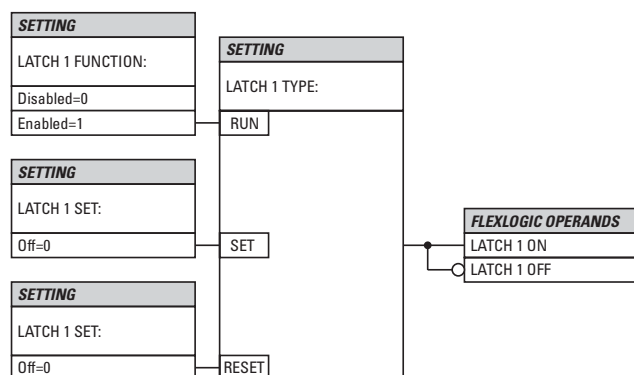 SETTING
LATCH 1 FUNCTION:
Disabled=0
Enabled=1
SETTING
LATCH 1 TYPE:
RUN
SETTING
LATCH 1 SET:
Off=0
SET
FLEXLOGIC OPERANDS
LATCH 1 ON
LATCH 1 OFF
SETTING
LATCH 1 SET:
Off=0
RESET